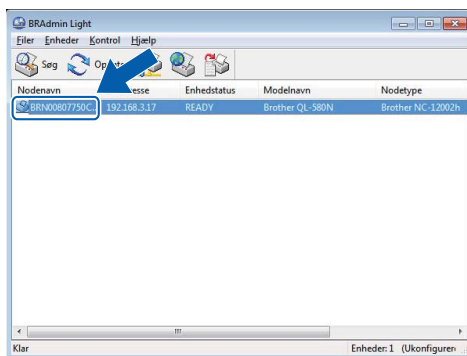 BRAdmin Light
Filer Enheder Kontrol Hjælp
Søg
Nodenavn Enhedstatus Modelnavn Nodetype
BRN00807750C... 192.168.3.17 READY Brother QL-580N Brother NC-12002h
Klar Enheder: 1